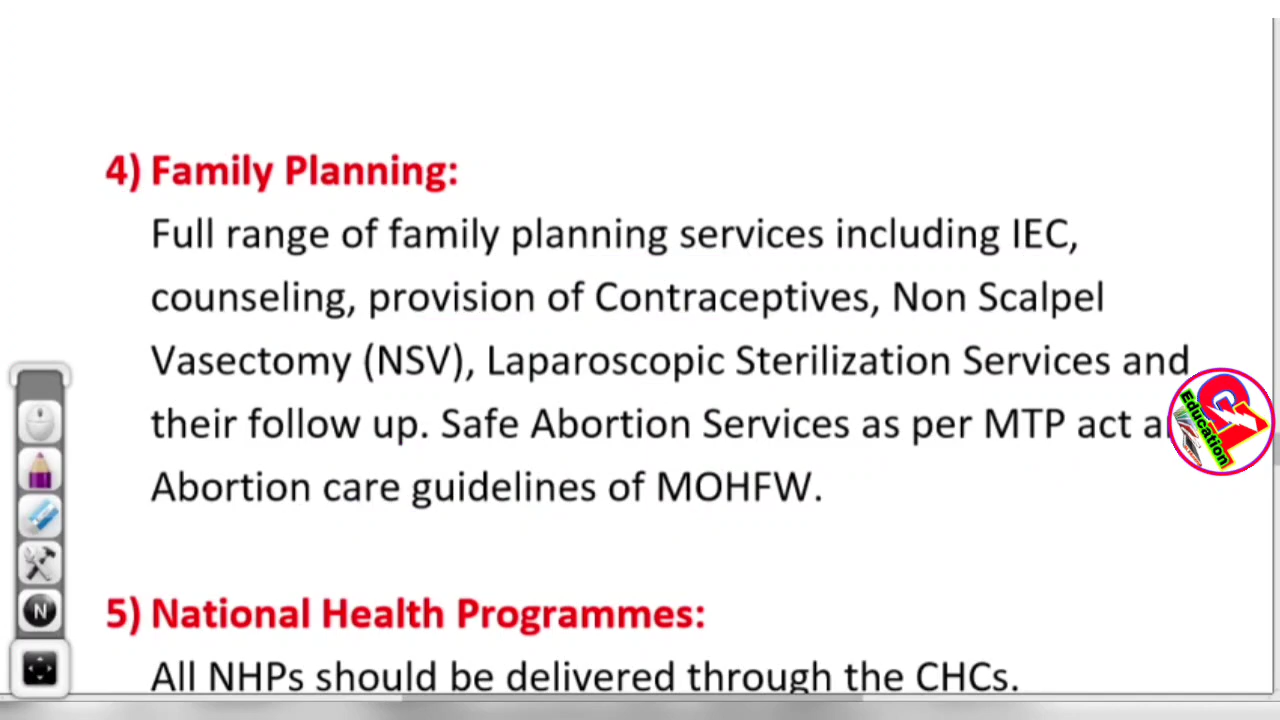 4) Family Planning:
Full range of family planning services including IEC,
counseling, provision of Contraceptives, Non Scalpel
Vasectomy (NSV), Laparoscopic Sterilization Services and
their follow up. Safe Abortion Services as per MTP act
Abortion care guidelines of MOHFW.
5) National Health Programmes:
All NHPs should be delivered through the CHCs.
N
Education